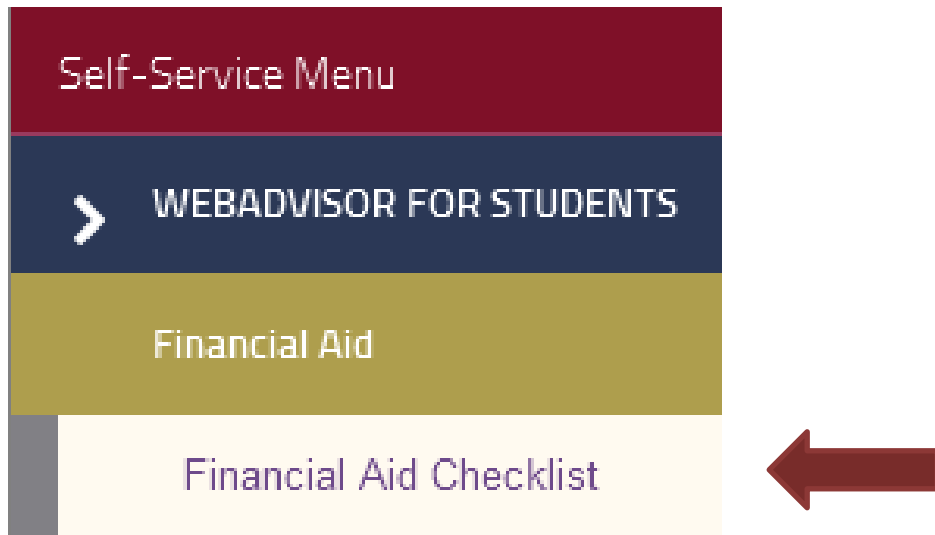 Self-Service Menu
WEBADVISOR FOR STUDENTS
Financial Aid
Financial Aid Checklist